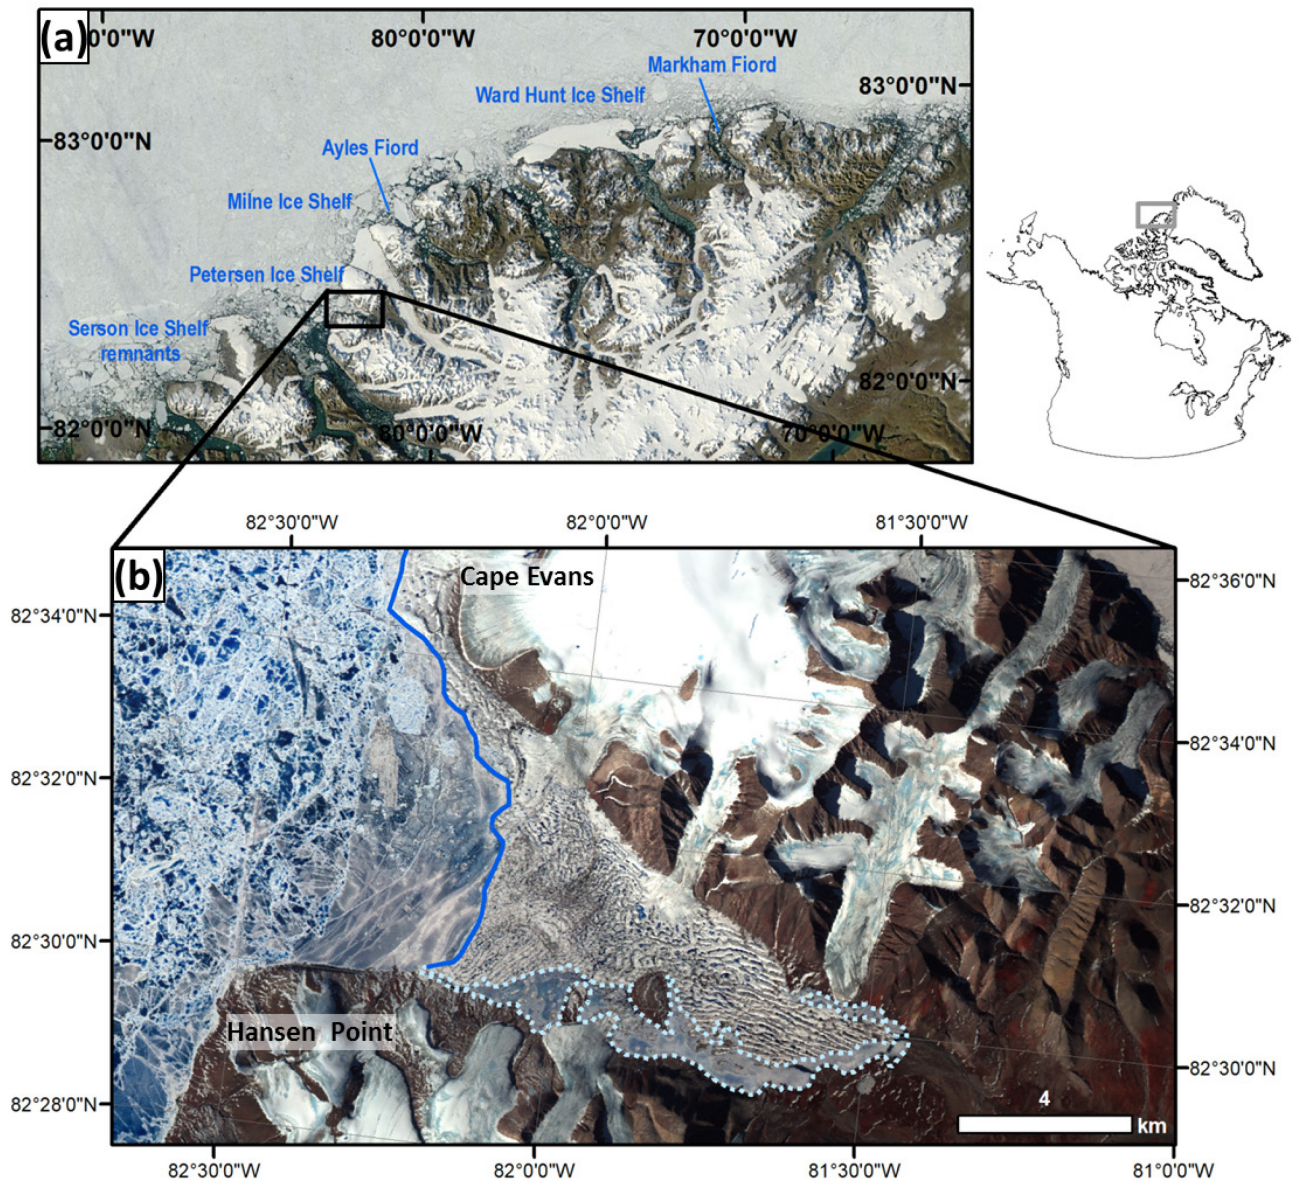 (a)
0°0'0"W
80°0'0"W
70°0'0"W
Markham Fiord
83°0'0"N
Ward Hunt Ice Shelf
83°0'0"N
Ayles Fiord
Milne Ice Shelf
Petersen Ice Shelf
Serson Ice Shelf
remnants
82°0'0"N
82°0'0"N
80°0'0"W
70°0'0"W
82°30'0"W
82°0'0"W
81°30'0"W
(b)
Cape Evans
82°36'0"N
82°34'0"N
82°34'0"N
82°32'0"N
82°32'0"N
82°30'0"N
Hansen Point
82°30'0"N
82°28'0"N
4
km
82°30'0"W
82°0'0"W
81°30'0"W
81°0'0"W